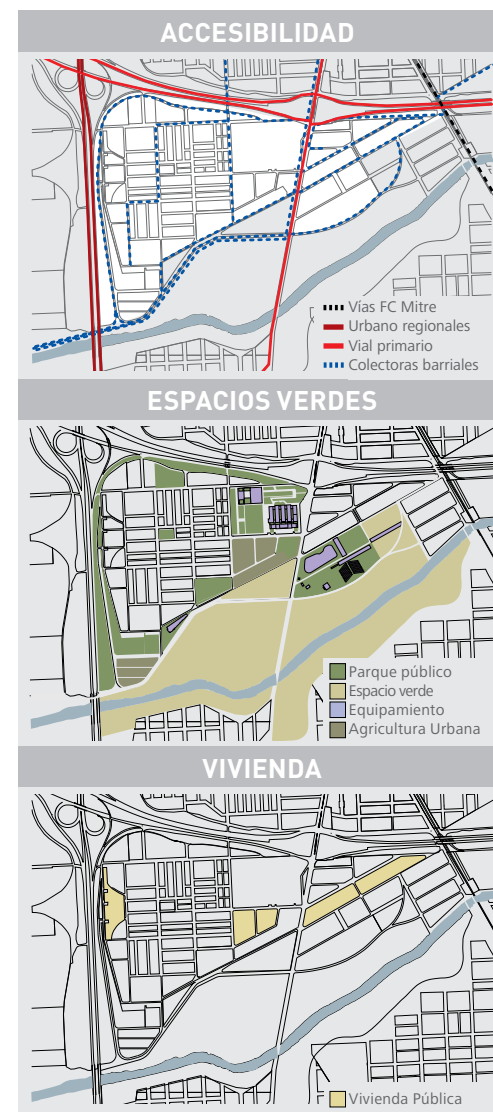 ACCESIBILIDAD
Vías FC Mitre
Urbano regionales
Vial primario
Colectoras barriales
ESPACIOS VERDES
Parque público
Espacio verde
Equipamiento
Agricultura Urbana
VIVIENDA
Vivienda Pública